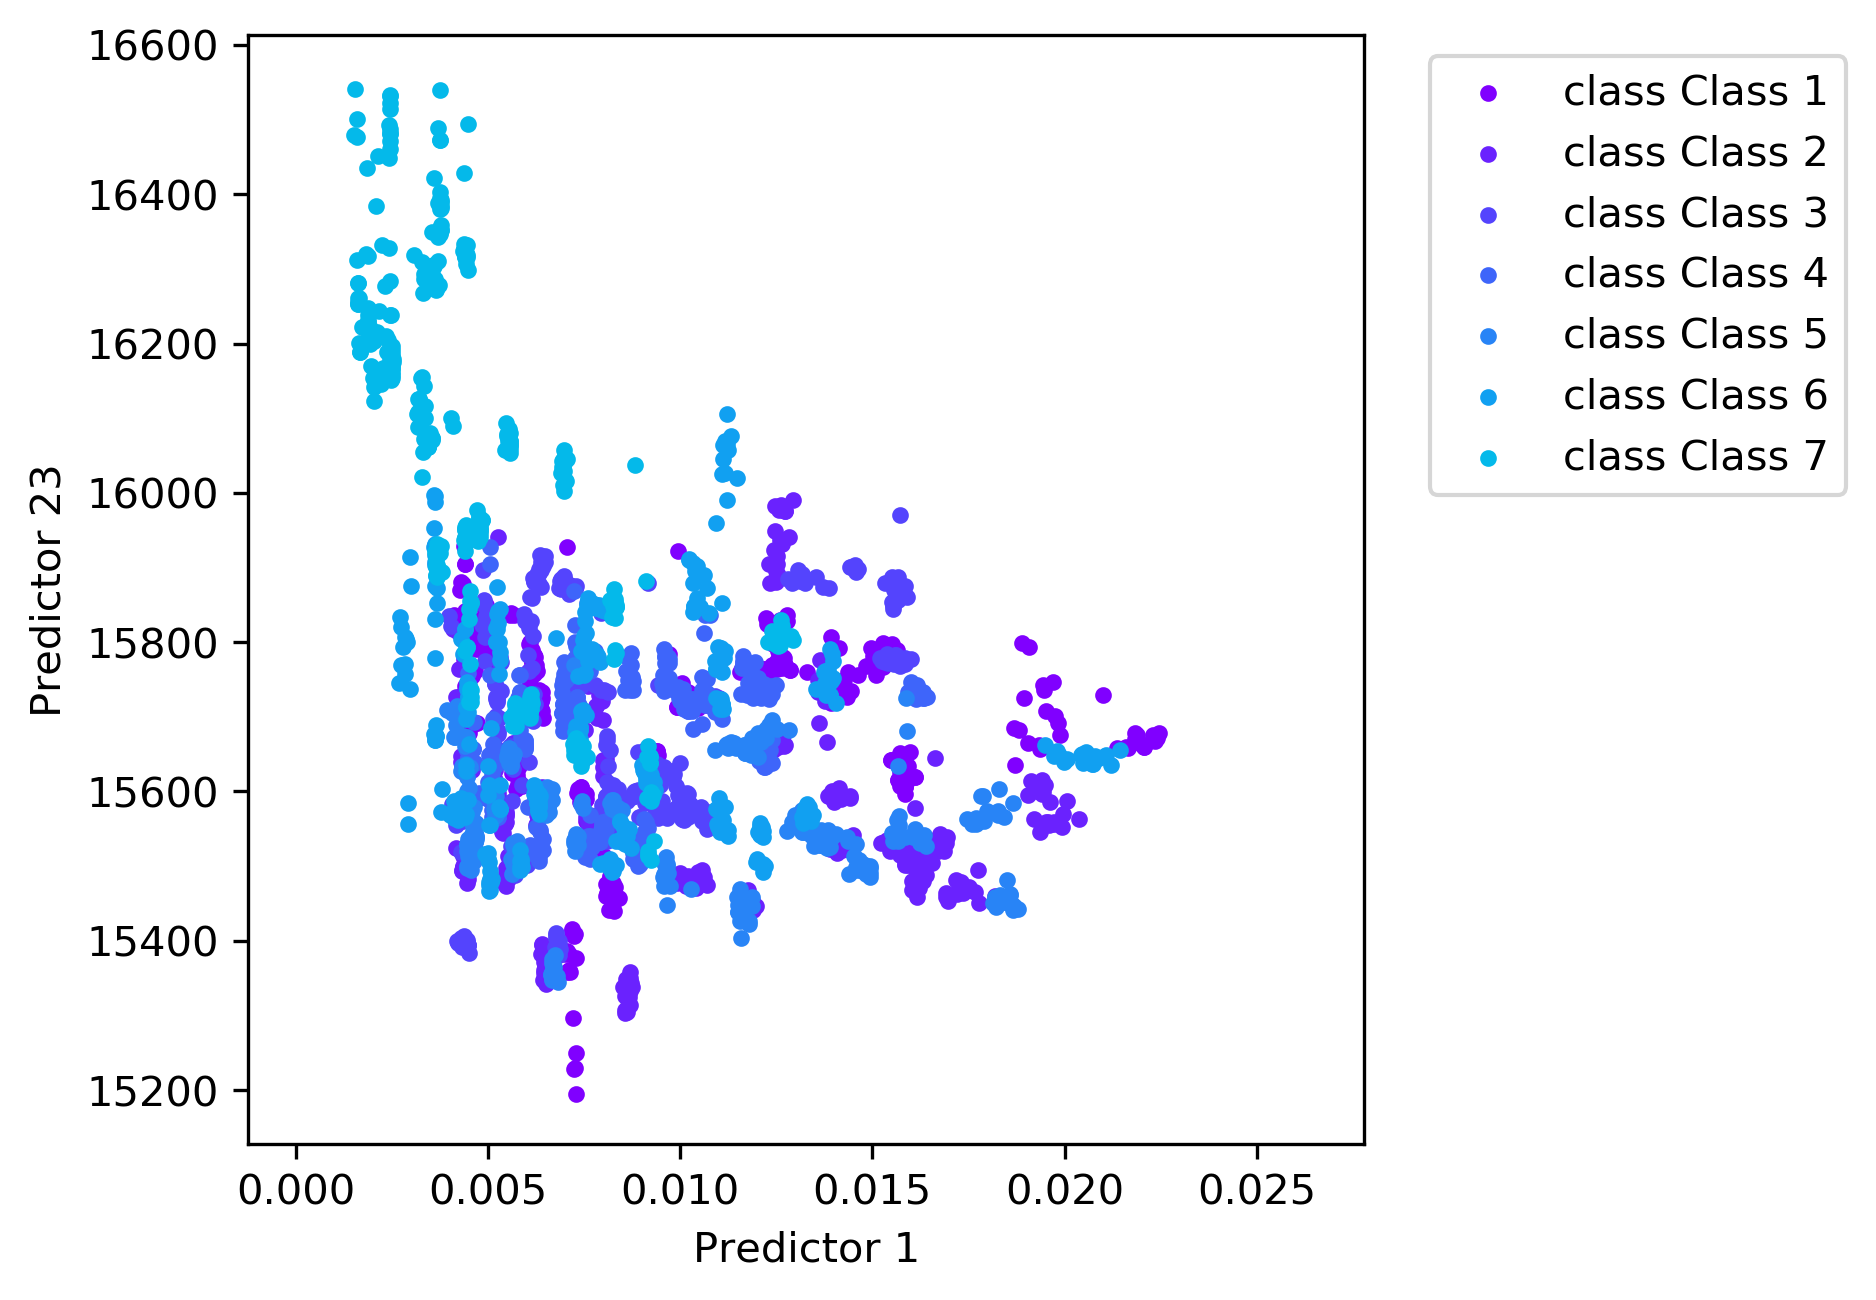 16600
16400
16200
16000
15800
15600
15400
15200
Predictor 23
0.000 0.005 0.010 0.015 0.020 0.025
Predictor 1
class Class 1
class Class 2
class Class 3
class Class 4
class Class 5
class Class 6
class Class 7